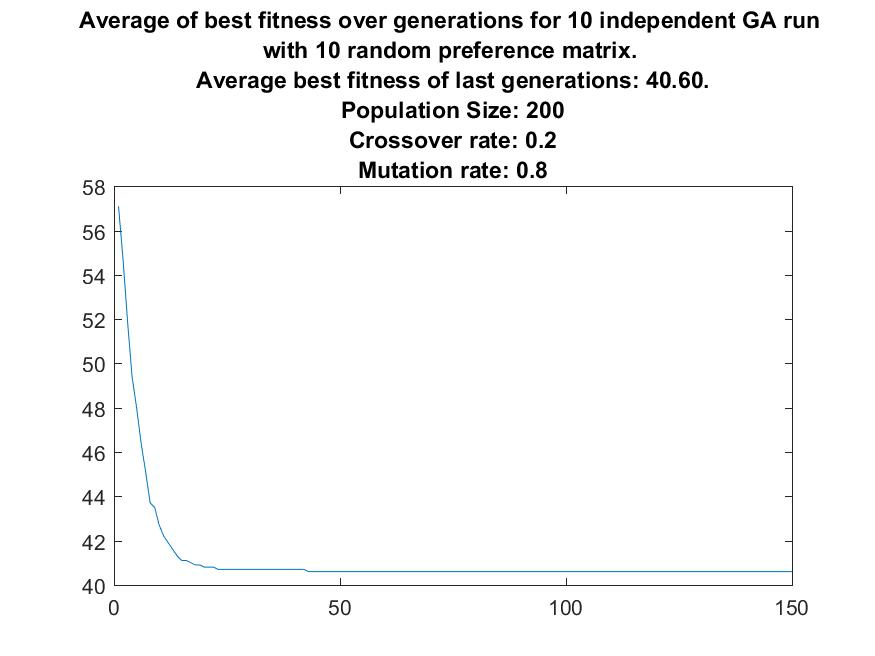 Average of best fitness over generations for 10 independent GA run
with 10 random preference matrix.
Average best fitness of last generations: 40.60.
Population Size: 200
Crossover rate: 0.2
Mutation rate: 0.8
58
56
54
52
50
48
46
44
42
40
0
50
100
150